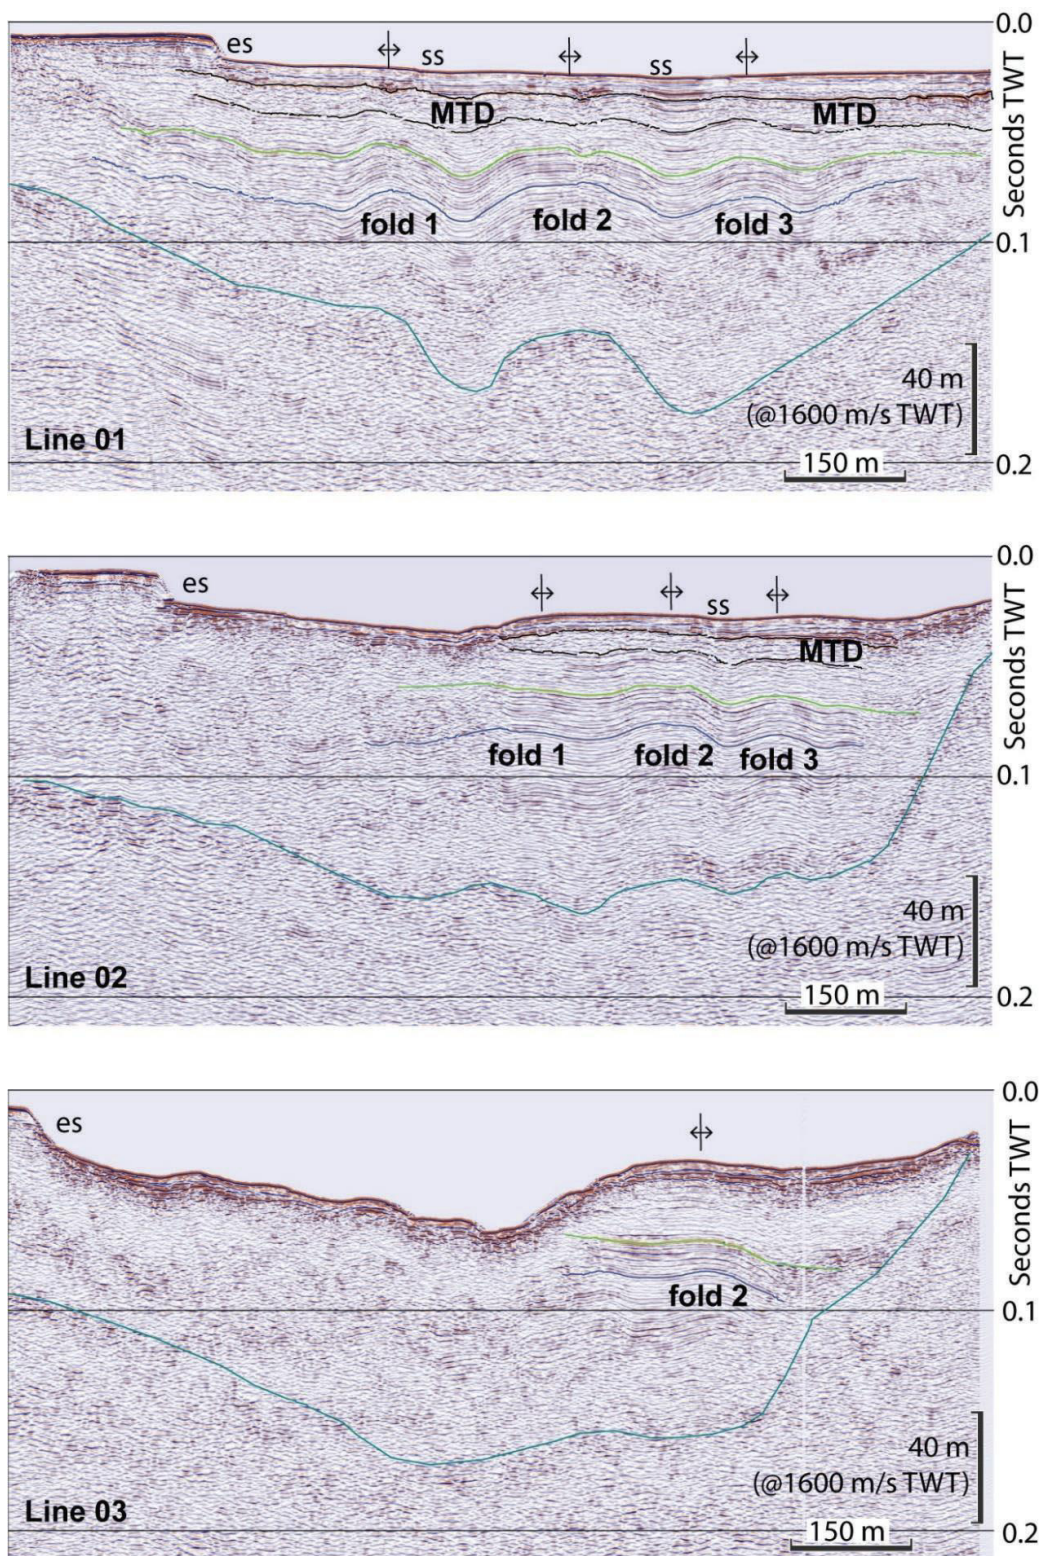 0.0
es
ss
ss
MTD
MTD
Seconds TWT
fold 1
fold 2
fold 3
0.1
40 m
(@1600 m/s TWT)
Line 01
150 m
0.2
0.0
es
ss
MTD
Seconds TWT
fold 1
fold 2
fold 3
0.1
40 m
(@1600 m/s TWT)
Line 02
150 m
0.2
0.0
es
Seconds TWT
fold 2
0.1
40 m
(@1600 m/s TWT)
Line 03
150 m
0.2